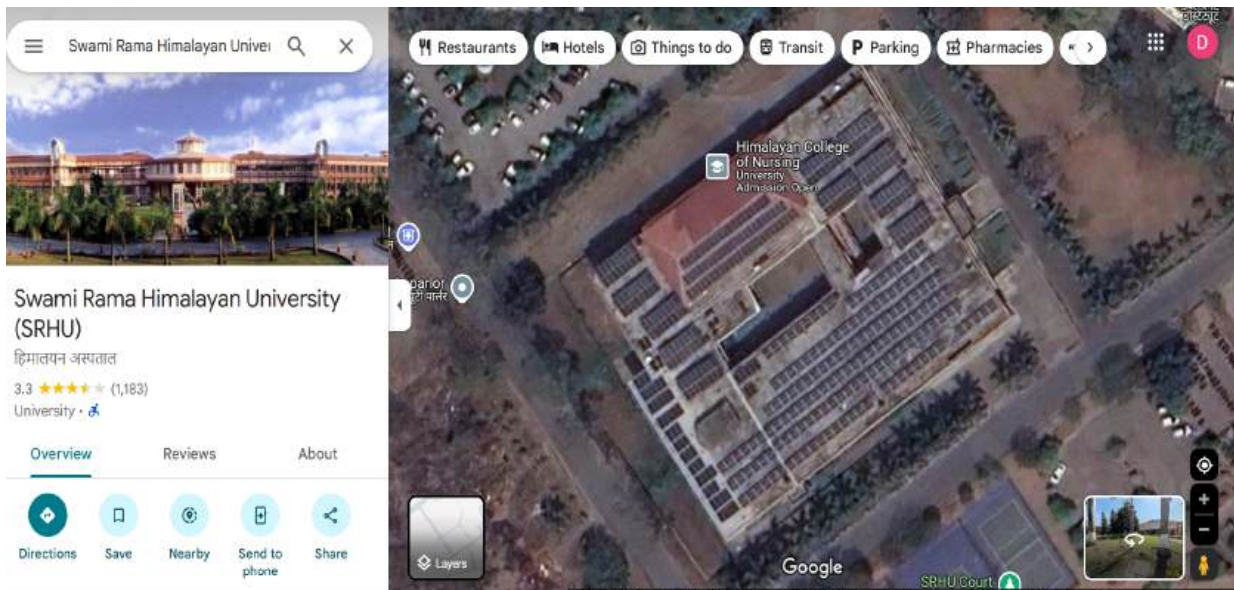 Swami Rama Himalayan Univer
Swami Rama Himalayan University
(SRHU)
हिमालयन अस्पताल
3.3 (1,183)
University ·
Overview Reviews About
Directions Save Nearby Send to phone Share
Restaurants Hotels Things to do Transit P Parking Pharmacies
D
Himalayan College
of Nursing
University
Admission Open
parlor
पार्लर
Layers
Google
SRHU Court